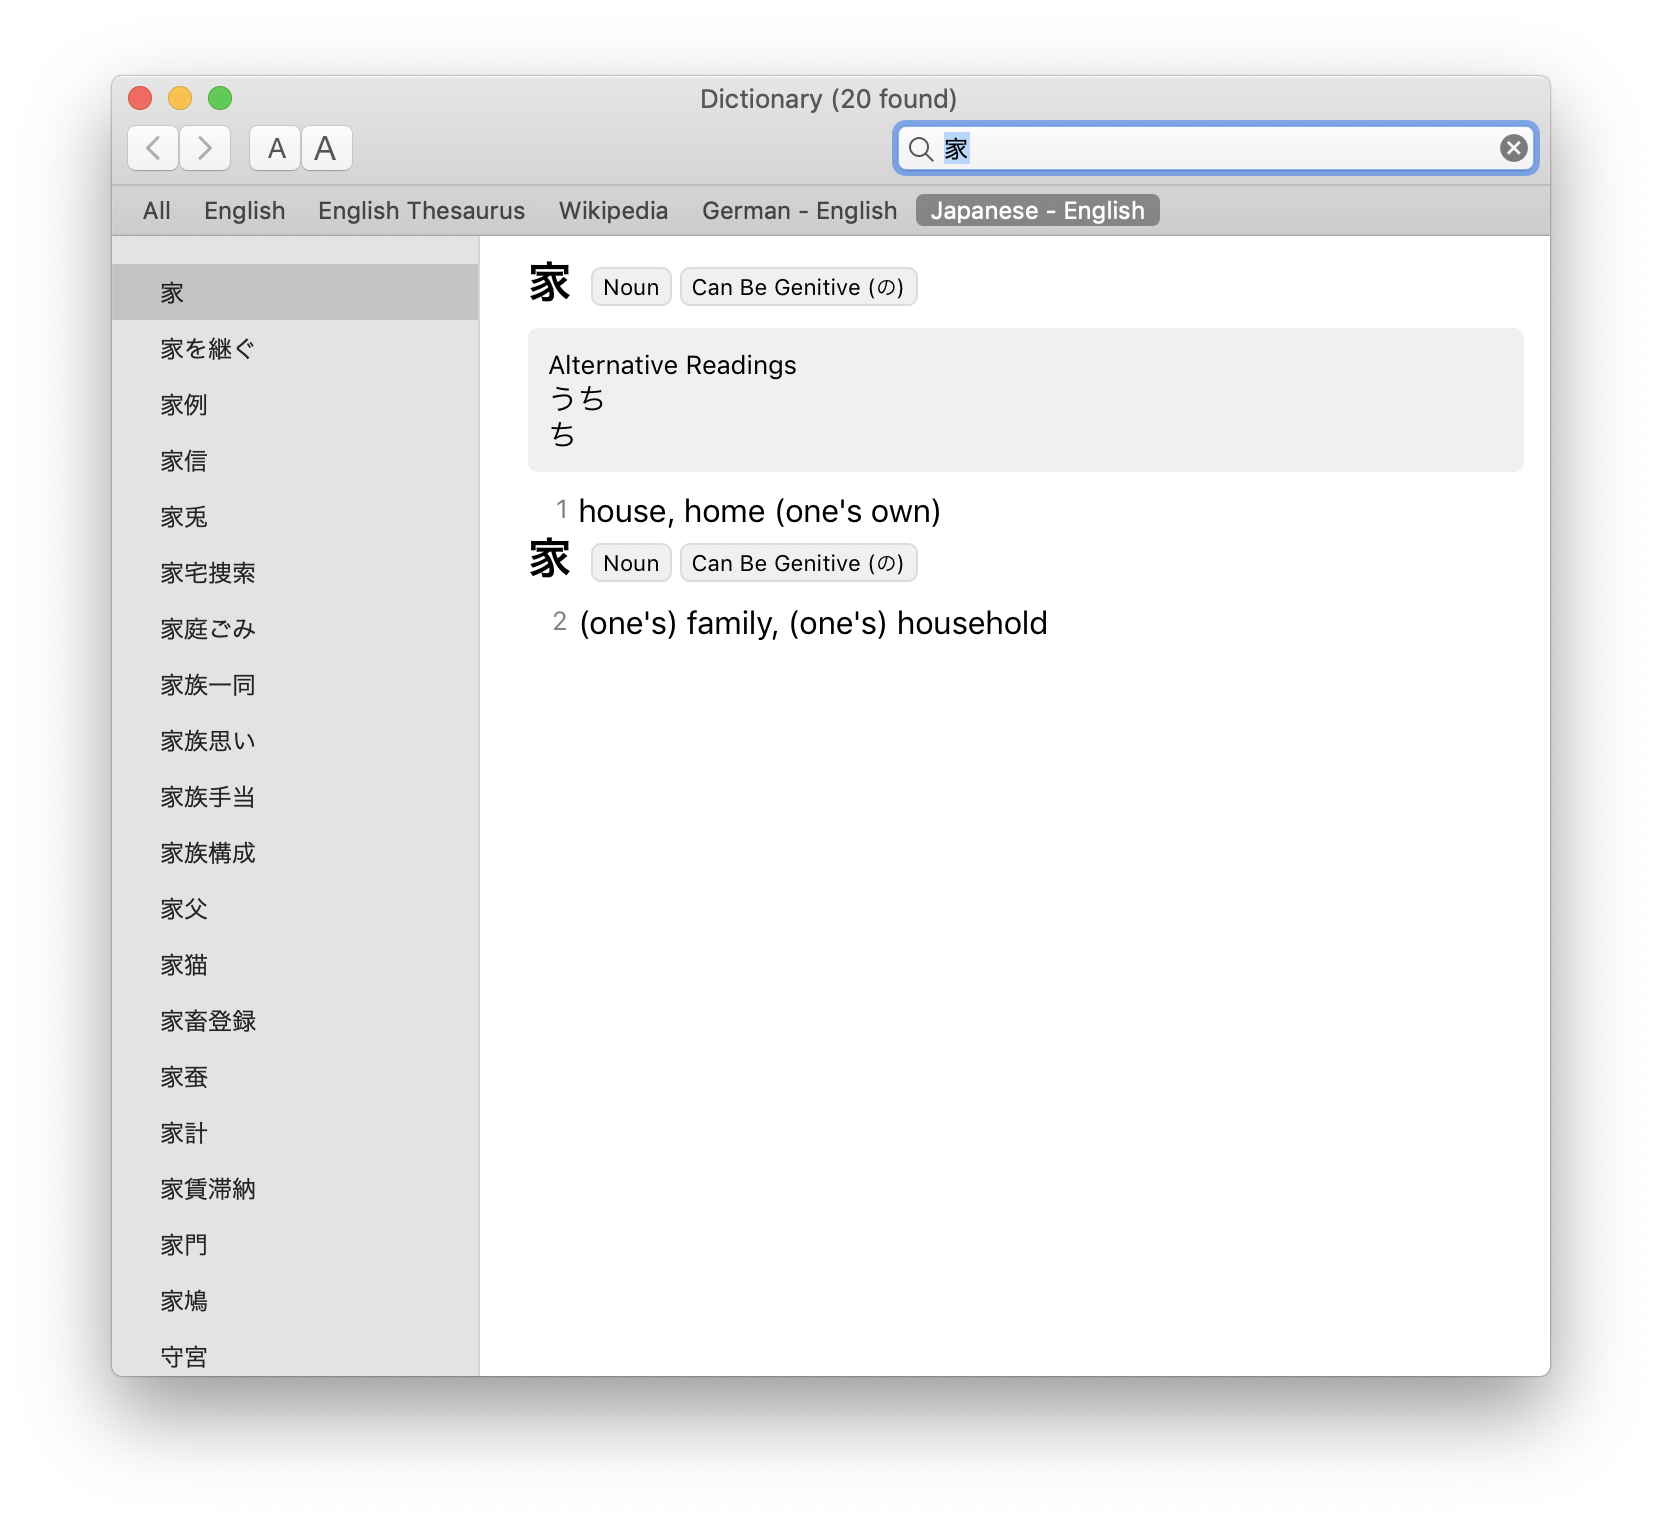 Dictionary (20 found)
A A 家
All English English Thesaurus Wikipedia German - English Japanese - English
家
家を継ぐ
家例
家信
家兎
家宅捜索
家庭ごみ
家族一同
家族思い
家族手当
家族構成
家父
家猫
家畜登録
家蚕
家計
家賃滞納
家門
家鳩
守宮
家 Noun Can Be Genitive (の)
Alternative Readings
うち
ち
1 house, home (one's own)
家 Noun Can Be Genitive (の)
2 (one's) family, (one's) household